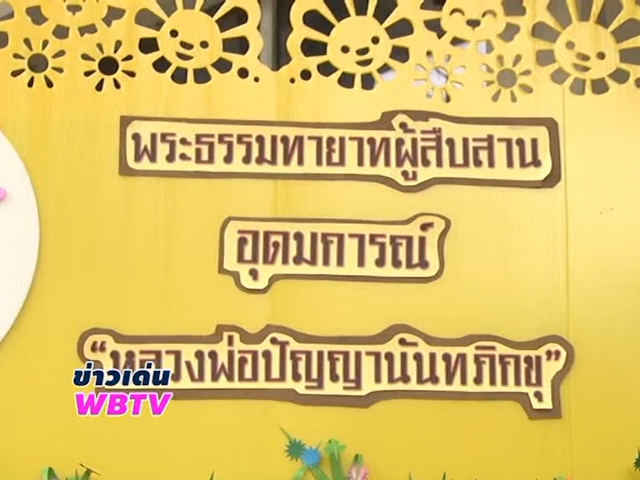 พระธรรมทายาทผู้สืบสาน
อุดมการณ์
“หลวงพ่อปัญญานันทภิกขุ”
ข่าวเด่น
WBTV